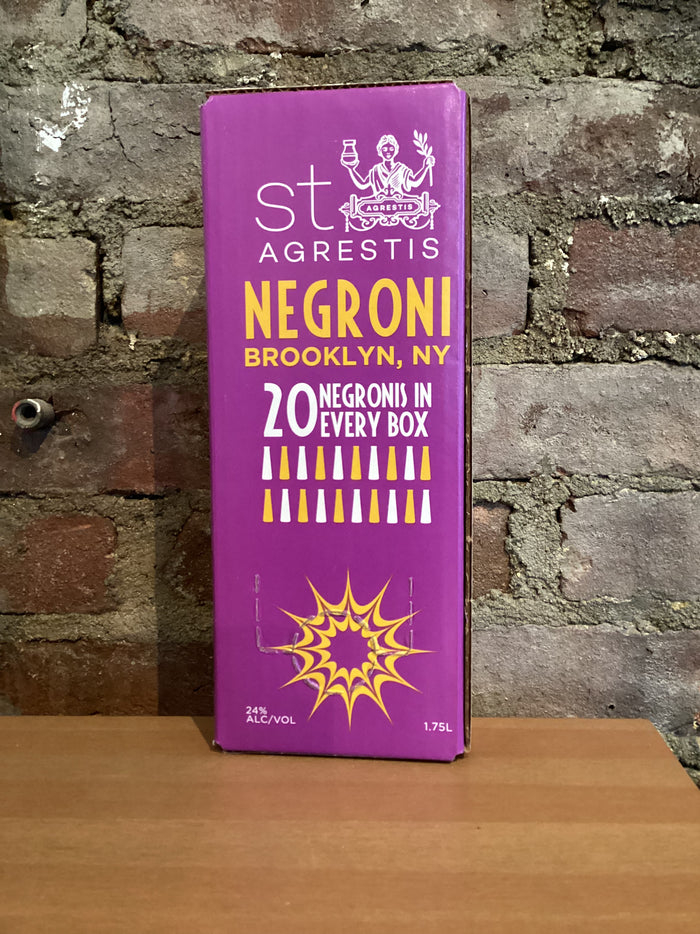 st
AGRESTIS
AGRESTIS
NEGRONI
BROOKLYN, NY
20 NEGRONIS IN
EVERY BOX
24%
ALC/VOL
1.75L